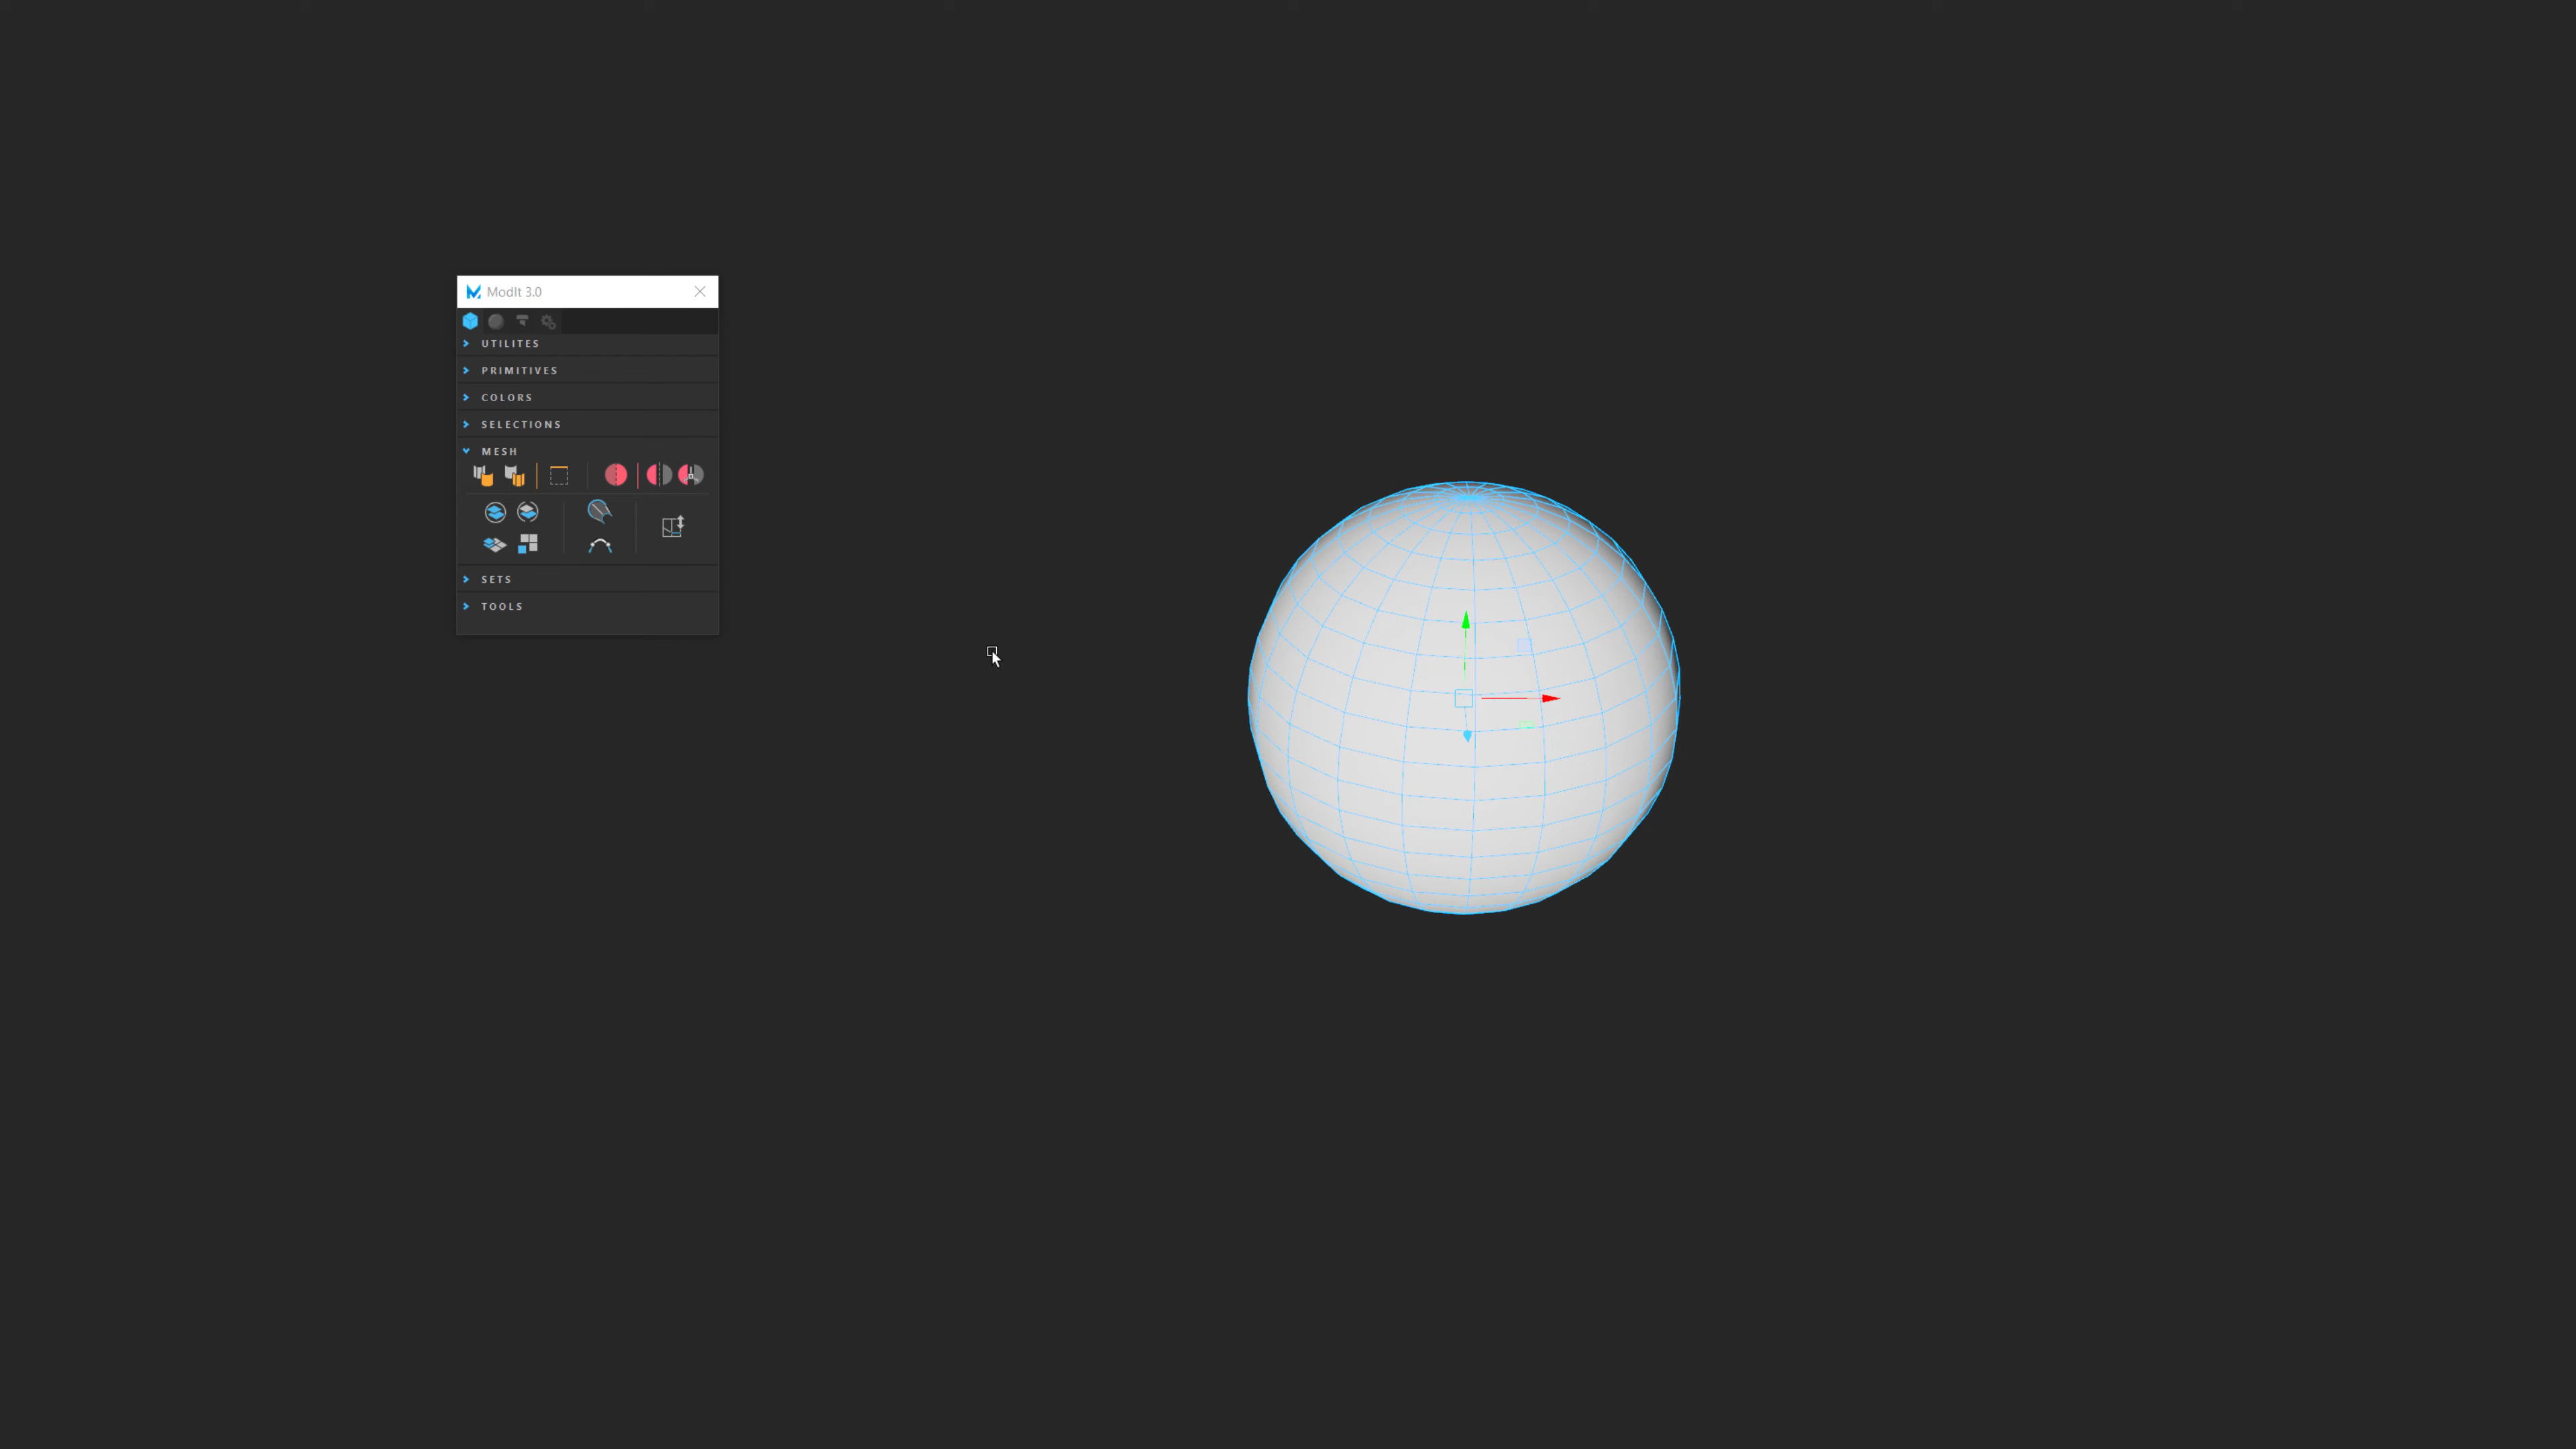 ModIt 3.0
UTILITES
PRIMITIVES
COLORS
SELECTIONS
MESH
SETS
TOOLS